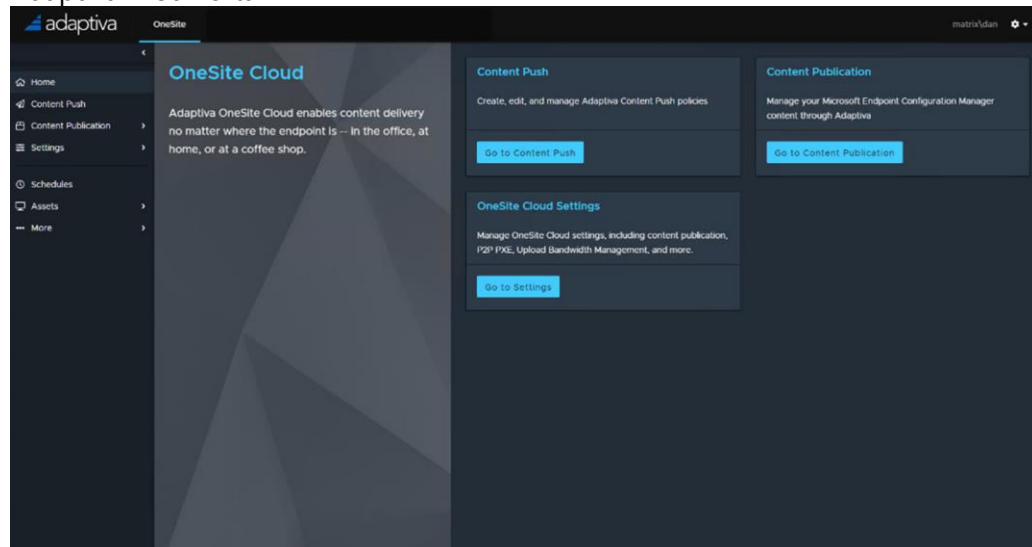 adaptiva
OneSite
matrix\dan
Home
Content Push
Content Publication
Settings
Schedules
Assets
More
OneSite Cloud
Adaptiva OneSite Cloud enables content delivery
no matter where the endpoint is -- in the office, at
home, or at a coffee shop.
Content Push
Create, edit, and manage Adaptiva Content Push policies
Go to Content Push
Content Publication
Manage your Microsoft Endpoint Configuration Manager
content through Adaptiva
Go to Content Publication
OneSite Cloud Settings
Manage OneSite Cloud settings, including content publication,
P2P PXE, Upload Bandwidth Management, and more.
Go to Settings